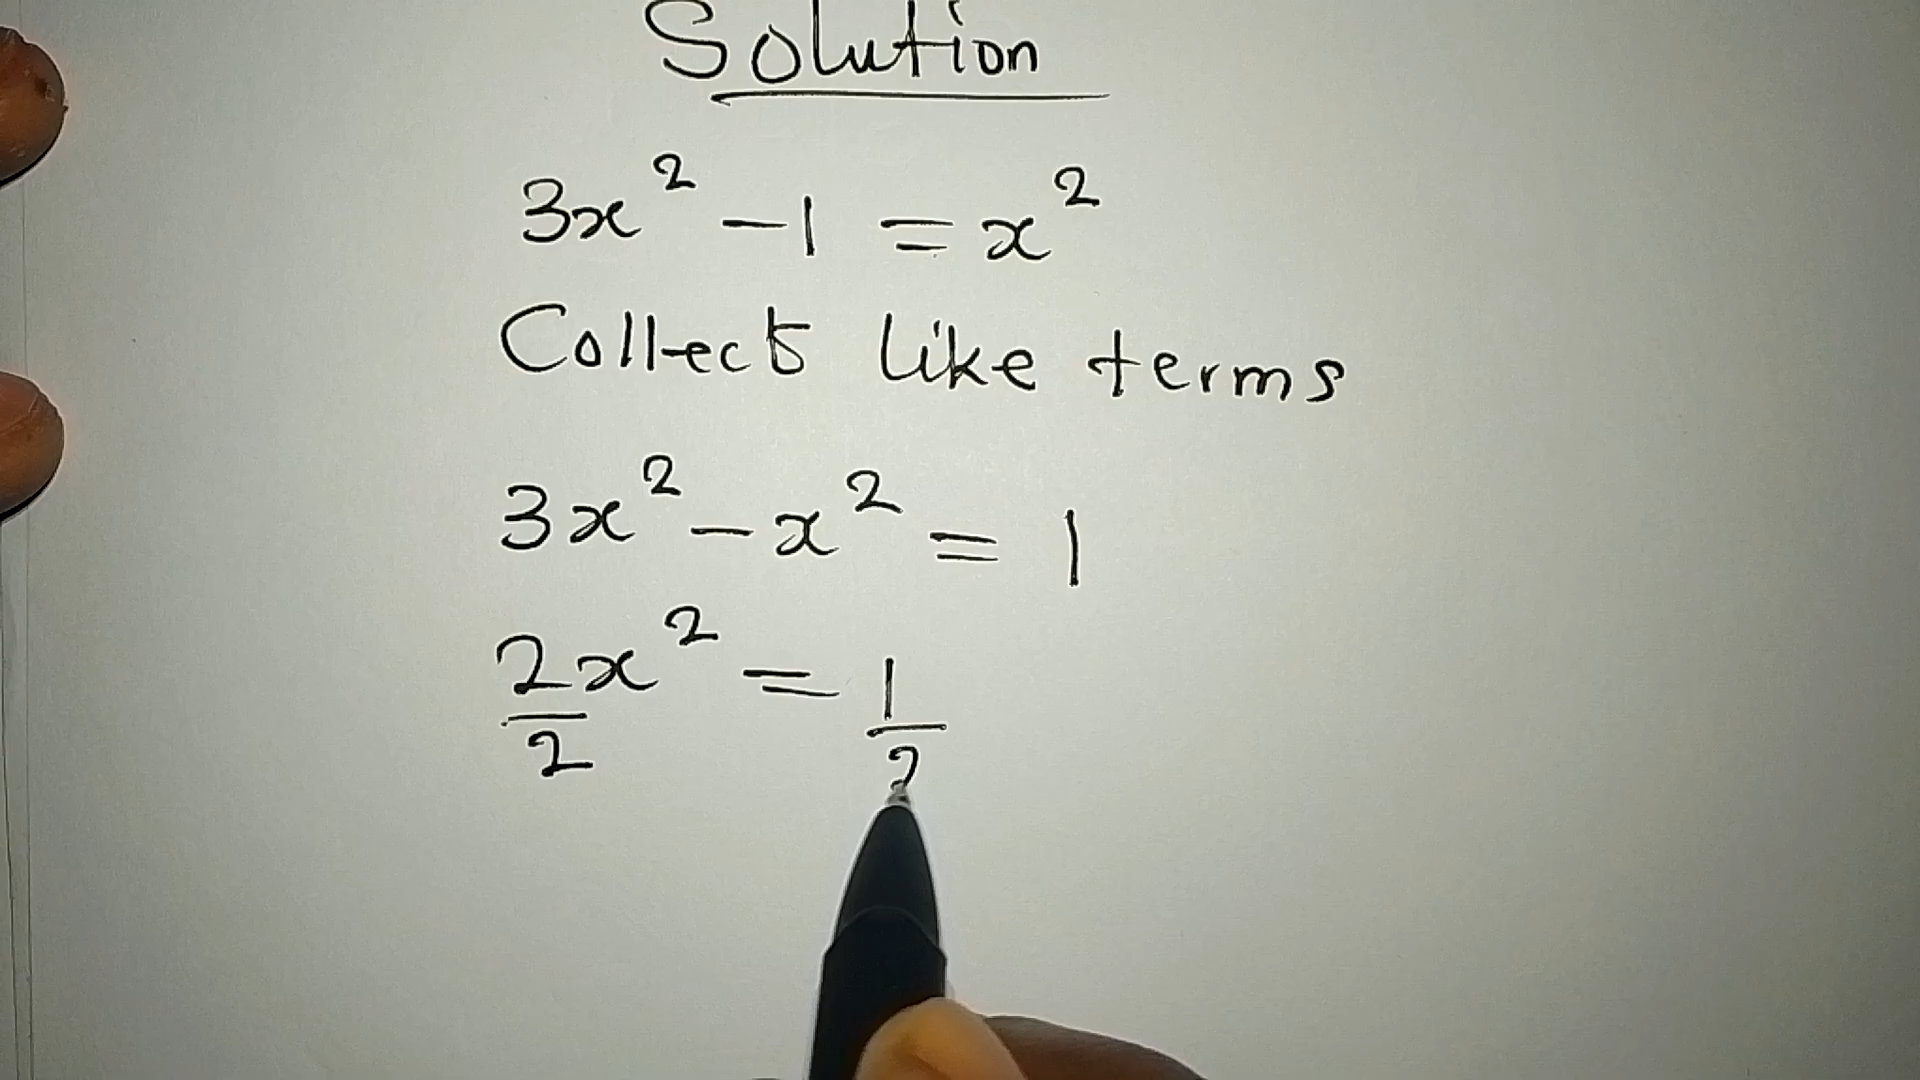 Solution
3x² - 1 = x²
Collect like terms
3x² - x² = 1
2x²/2 = 1/2